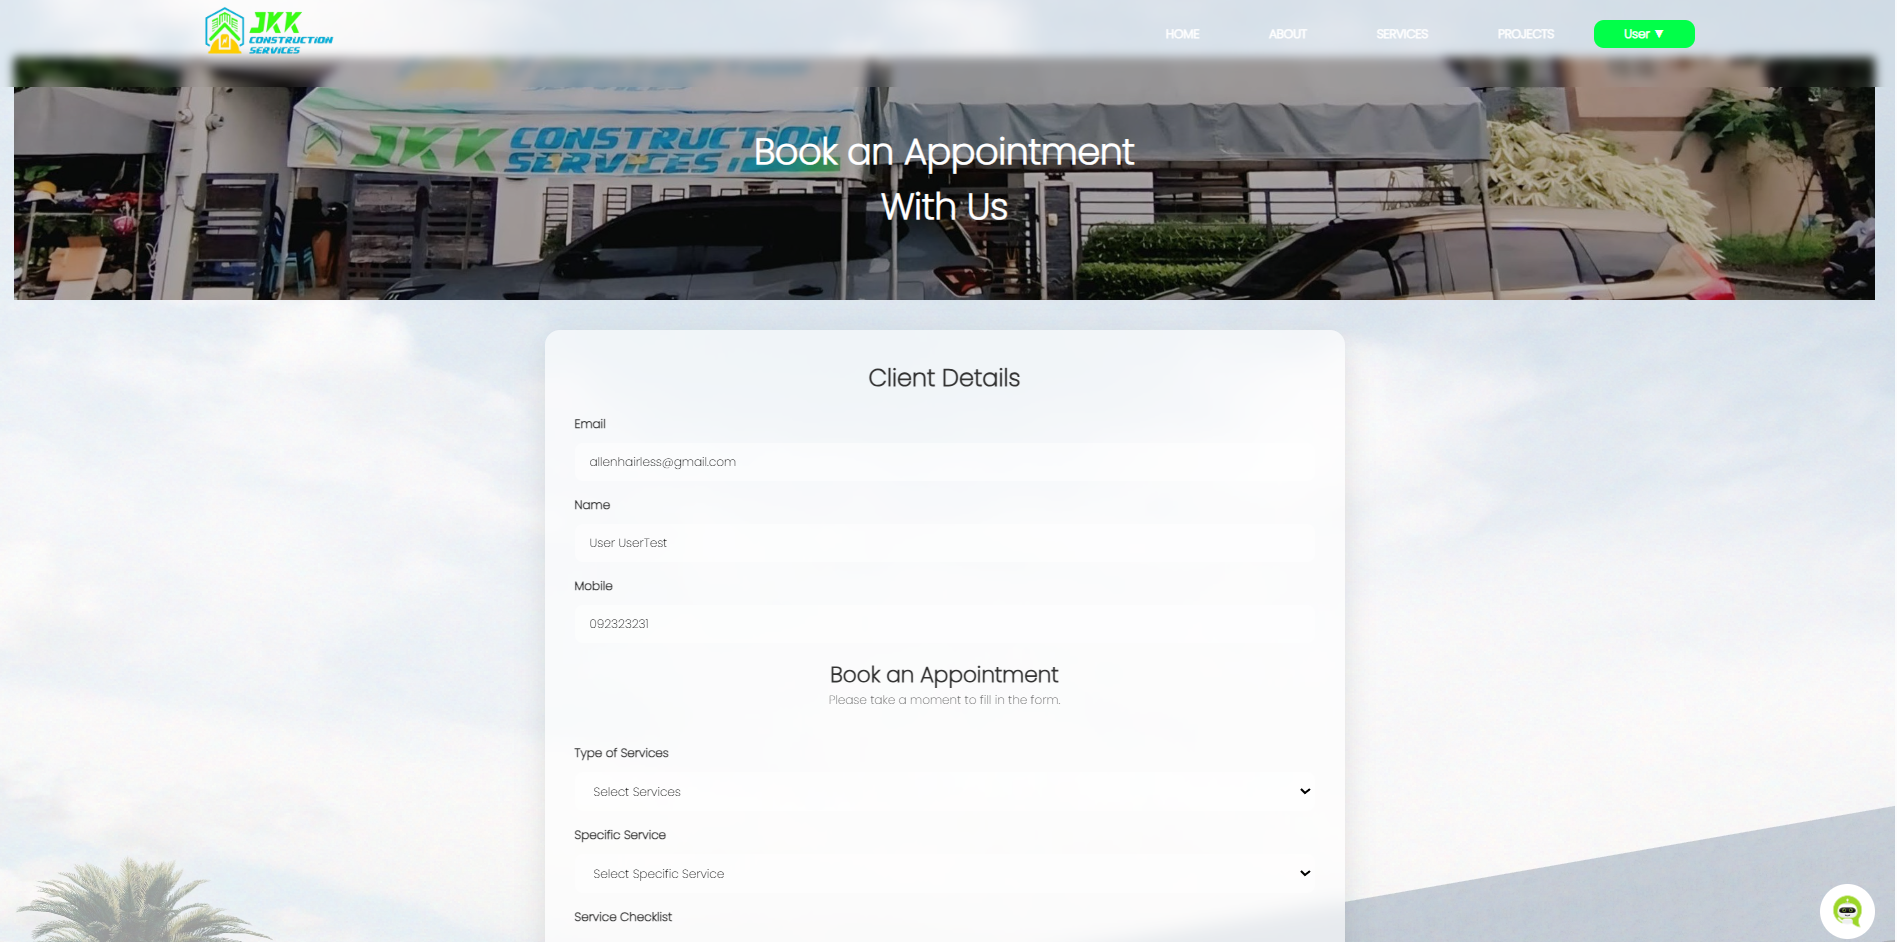 JKK
CONSTRUCTION
SERVICES
HOME
ABOUT
SERVICES
PROJECTS
User ▼
JKK CONSTRUCTION
SERVICES
Book an Appointment
With Us
Client Details
Email
allenhairless@gmail.com
Name
User UserTest
Mobile
092323231
Book an Appointment
Please take a moment to fill in the form.
Type of Services
Select Services
Specific Service
Select Specific Service
Service Checklist